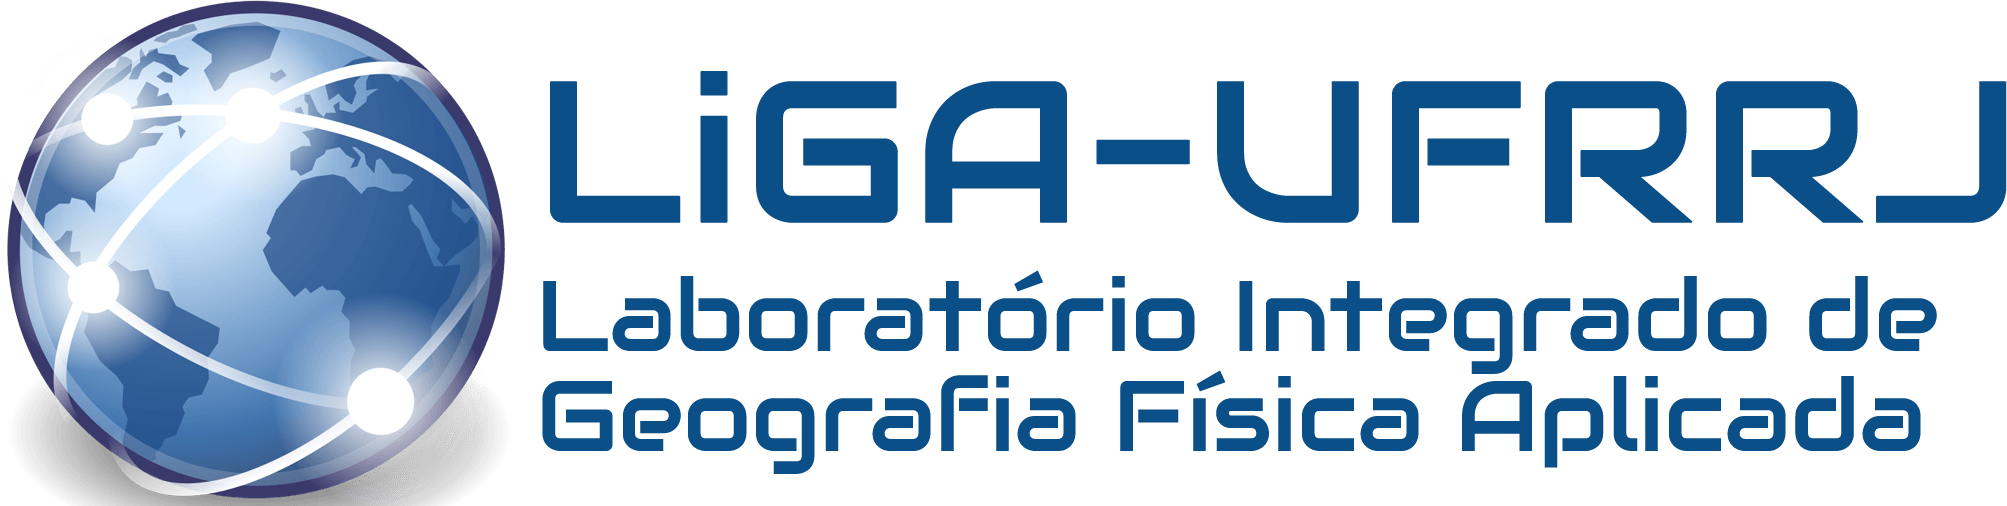 LiGA-UFRRJ
Laboratório Integrado de
Geografia Física Aplicada